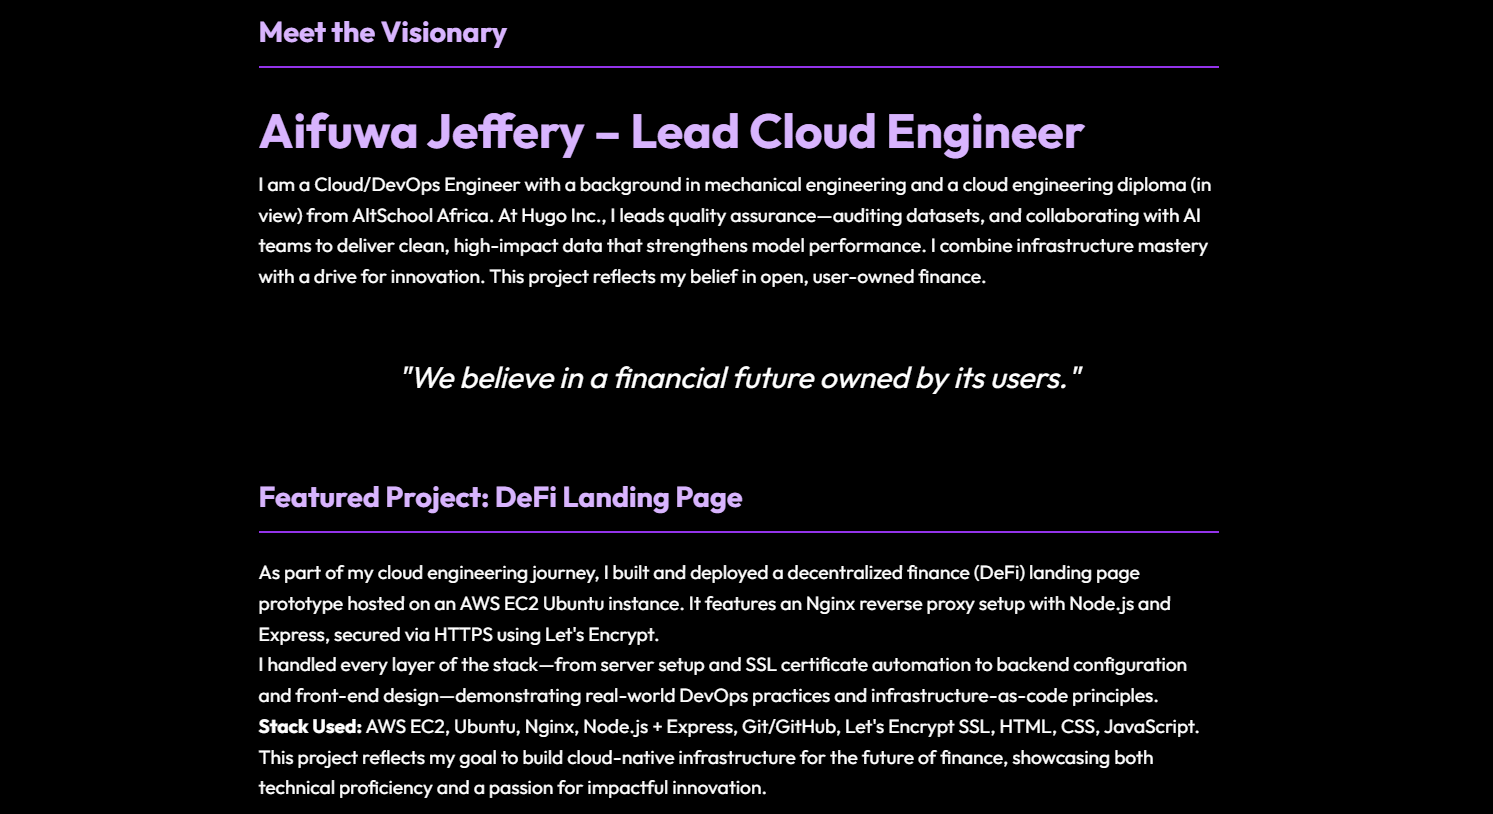 Meet the Visionary
Aifuwa Jeffery – Lead Cloud Engineer
I am a Cloud/DevOps Engineer with a background in mechanical engineering and a cloud engineering diploma (in
view) from AltSchool Africa. At Hugo Inc., I leads quality assurance—auditing datasets, and collaborating with AI
teams to deliver clean, high-impact data that strengthens model performance. I combine infrastructure mastery
with a drive for innovation. This project reflects my belief in open, user-owned finance.
"We believe in a financial future owned by its users."
Featured Project: DeFi Landing Page
As part of my cloud engineering journey, I built and deployed a decentralized finance (DeFi) landing page
prototype hosted on an AWS EC2 Ubuntu instance. It features an Nginx reverse proxy setup with Node.js and
Express, secured via HTTPS using Let's Encrypt.
I handled every layer of the stack—from server setup and SSL certificate automation to backend configuration
and front-end design—demonstrating real-world DevOps practices and infrastructure-as-code principles.
Stack Used: AWS EC2, Ubuntu, Nginx, Node.js + Express, Git/GitHub, Let's Encrypt SSL, HTML, CSS, JavaScript.
This project reflects my goal to build cloud-native infrastructure for the future of finance, showcasing both
technical proficiency and a passion for impactful innovation.